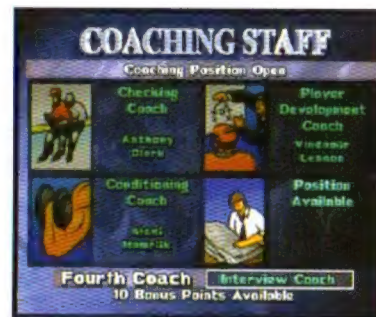 COACHING STAFF
Coaching Position Open
Checking
Coach
Anthony
Player
Development
Coach
Conditioning
Coach
Position
Available
Fourth Coach
Interview Coach
10 Bonus Points Available